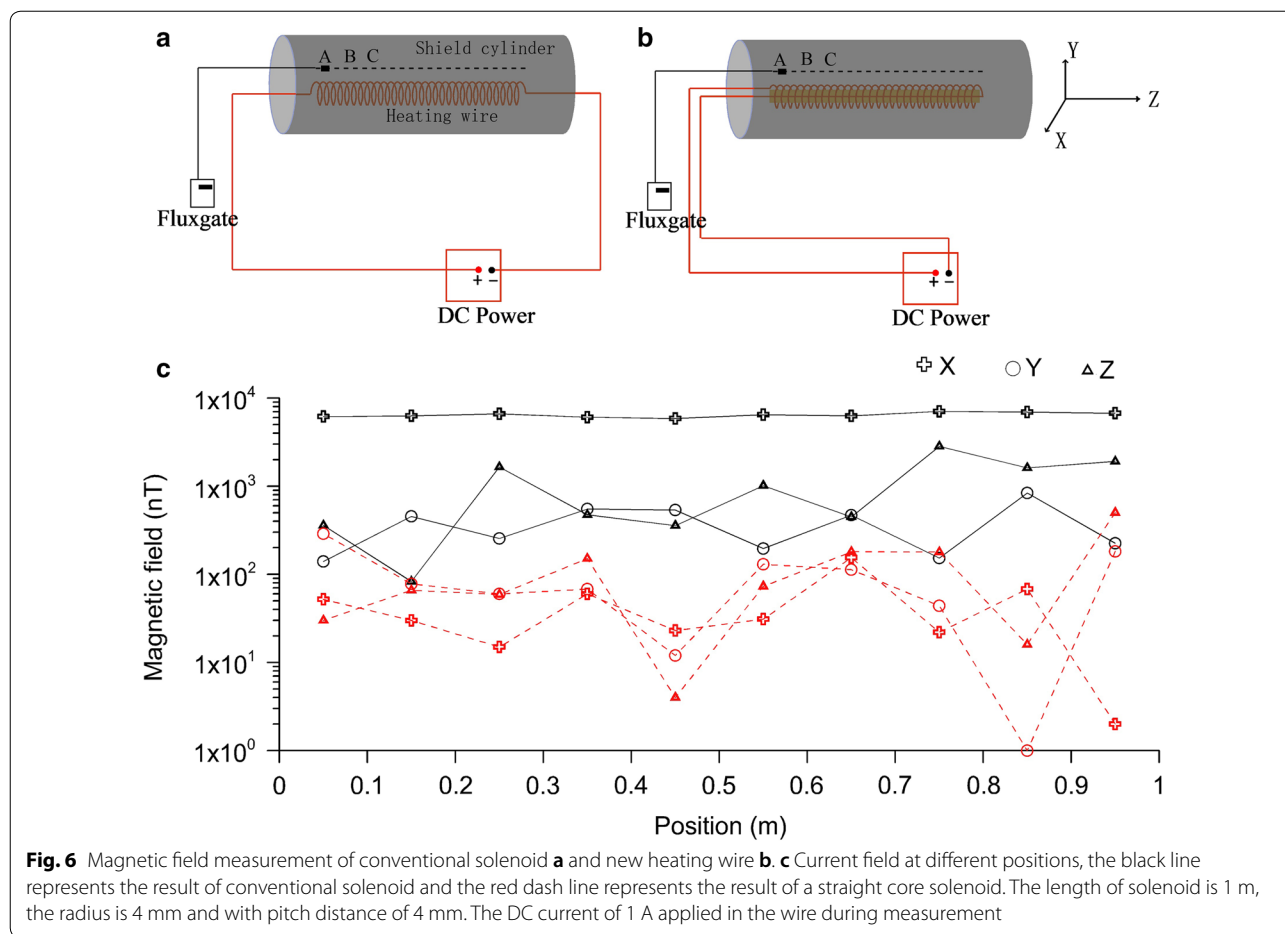 a
A B C Shield cylinder
Heating wire
Fluxgate
+ −
DC Power
b
A B C
Y
Z
X
Fluxgate
+ −
DC Power
c
X Y Z
1x10⁴
1x10³
1x10²
1x10¹
1x10⁰
Magnetic field (nT)
0 0.1 0.2 0.3 0.4 0.5 0.6 0.7 0.8 0.9 1
Position (m)
Fig. 6 Magnetic field measurement of conventional solenoid a and new heating wire b. c Current field at different positions, the black line
represents the result of conventional solenoid and the red dash line represents the result of a straight core solenoid. The length of solenoid is 1 m,
the radius is 4 mm and with pitch distance of 4 mm. The DC current of 1 A applied in the wire during measurement